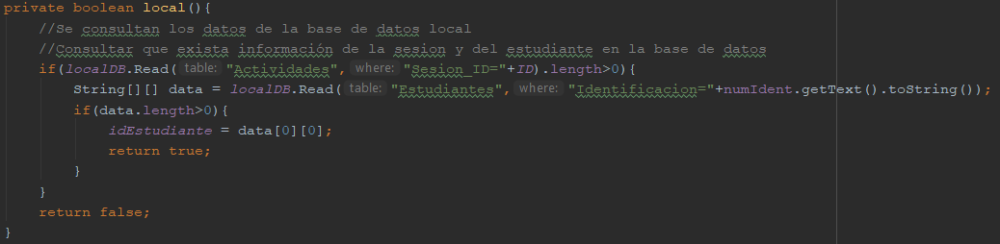 private boolean local(){
//Se consultan los datos de la base de datos local
//Consultar que exista información de la sesion y del estudiante en la base de datos
if(localDB.Read( table: "Actividades", where: "Sesion_ID="+ID).length>0){
String[][] data = localDB.Read( table: "Estudiantes", where: "Identificacion="+numIdent.getText().toString());
if(data.length>0){
idEstudiante = data[0][0];
return true;
}
}
return false;
}